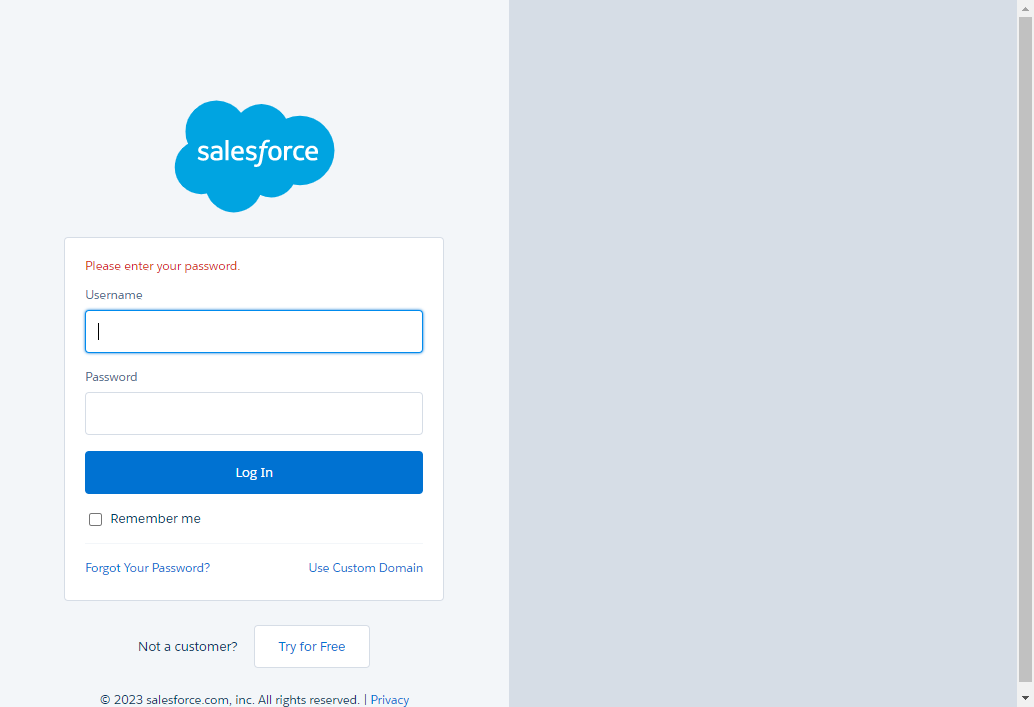 salesforce
Please enter your password.
Username
Password
Log In
Remember me
Forgot Your Password? Use Custom Domain
Not a customer? Try for Free
© 2023 salesforce.com, inc. All rights reserved. | Privacy